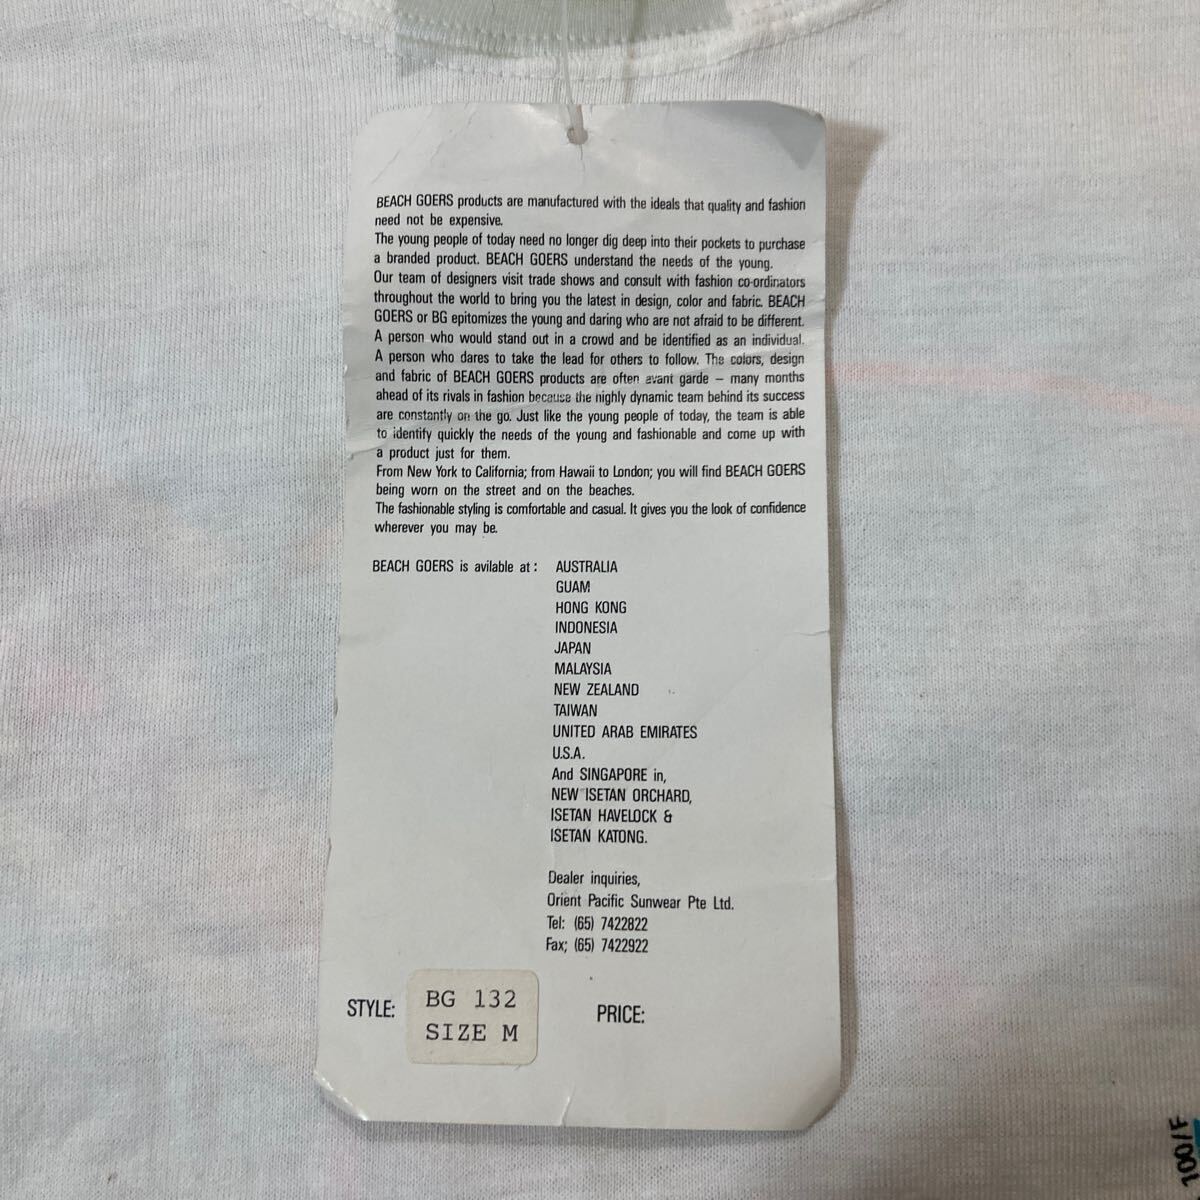 BEACH GOERS products are manufactured with the ideals that quality and fashion
need not be expensive.
The young people of today need no longer dig deep into their pockets to purchase
a branded product. BEACH GOERS understand the needs of the young.
Our team of designers visit trade shows and consult with fashion co-ordinators
throughout the world to bring you the latest in design, color and fabric. BEACH
GOERS or BG epitomizes the young and daring who are not afraid to be different.
A person who would stand out in a crowd and be identified as an individual.
A person who dares to take the lead for others to follow. The colors, design
and fabric of BEACH GOERS products are often avant garde – many months
ahead of its rivals in fashion because the highly dynamic team behind its success
are constantly on the go. Just like the young people of today, the team is able
to identify quickly the needs of the young and fashionable and come up with
a product just for them.
From New York to California; from Hawaii to London; you will find BEACH GOERS
being worn on the street and on the beaches.
The fashionable styling is comfortable and casual. It gives you the look of confidence
wherever you may be.
BEACH GOERS is avilable at : AUSTRALIA
GUAM
HONG KONG
INDONESIA
JAPAN
MALAYSIA
NEW ZEALAND
TAIWAN
UNITED ARAB EMIRATES
U.S.A.
And SINGAPORE in,
NEW ISETAN ORCHARD,
ISETAN HAVELOCK &
ISETAN KATONG.
Dealer inquiries,
Orient Pacific Sunwear Pte Ltd.
Tel: (65) 7422822
Fax; (65) 7422922
STYLE: BG 132 PRICE:
SIZE M
100/F